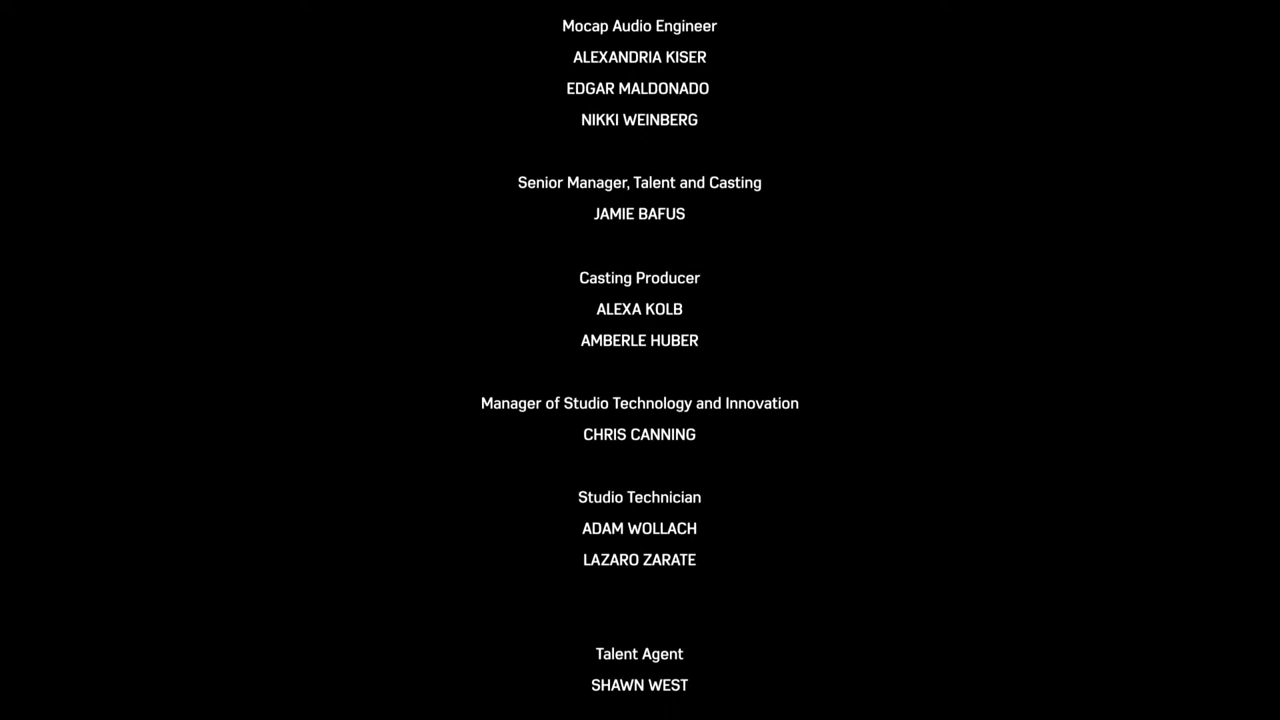 Mocap Audio Engineer
ALEXANDRIA KISER
EDGAR MALDONADO
NIKKI WEINBERG
Senior Manager, Talent and Casting
JAMIE BAFUS
Casting Producer
ALEXA KOLB
AMBERLE HUBER
Manager of Studio Technology and Innovation
CHRIS CANNING
Studio Technician
ADAM WOLLACH
LAZARO ZARATE
Talent Agent
SHAWN WEST